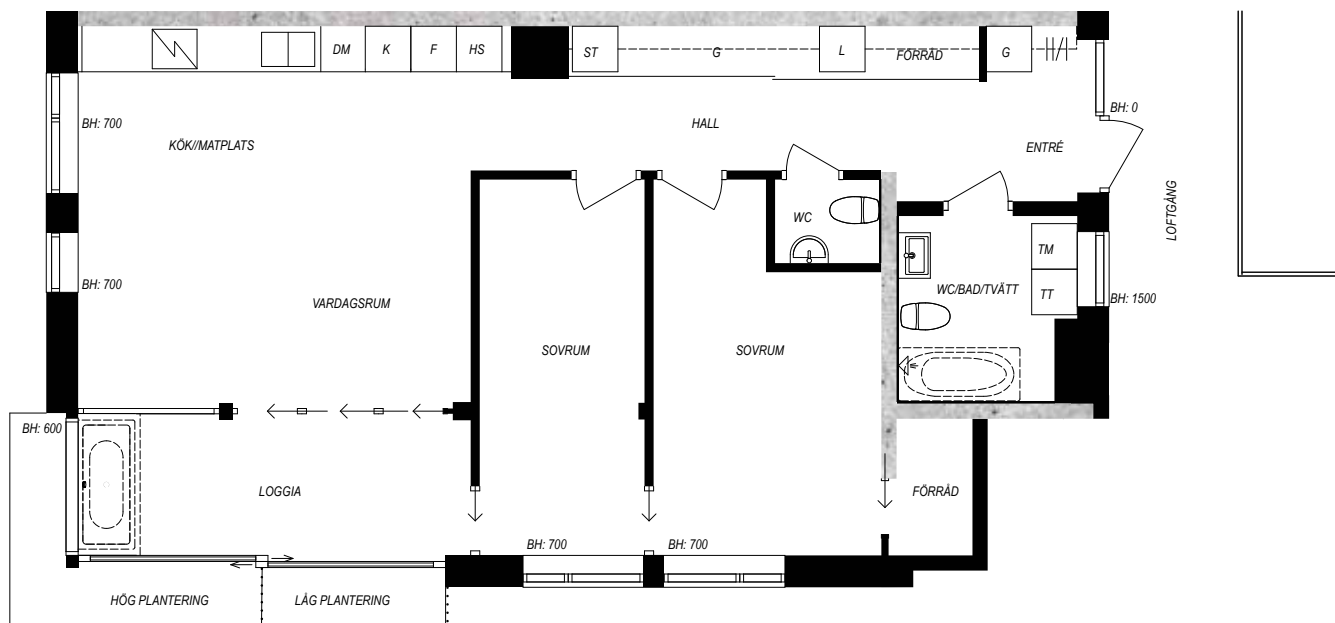 DM
K
F
HS
ST
G
L
FÖRRÅD
G
BH: 700
KÖK//MATPLATS
HALL
ENTRÉ
BH: 0
LOFTGÅNG
WC
BH: 700
VARDAGSRUM
SOVRUM
SOVRUM
WC/BAD/TVÄTT
TM
TT
BH: 1500
BH: 600
LOGGIA
FÖRRÅD
BH: 700
BH: 700
HÖG PLANTERING
LÅG PLANTERING